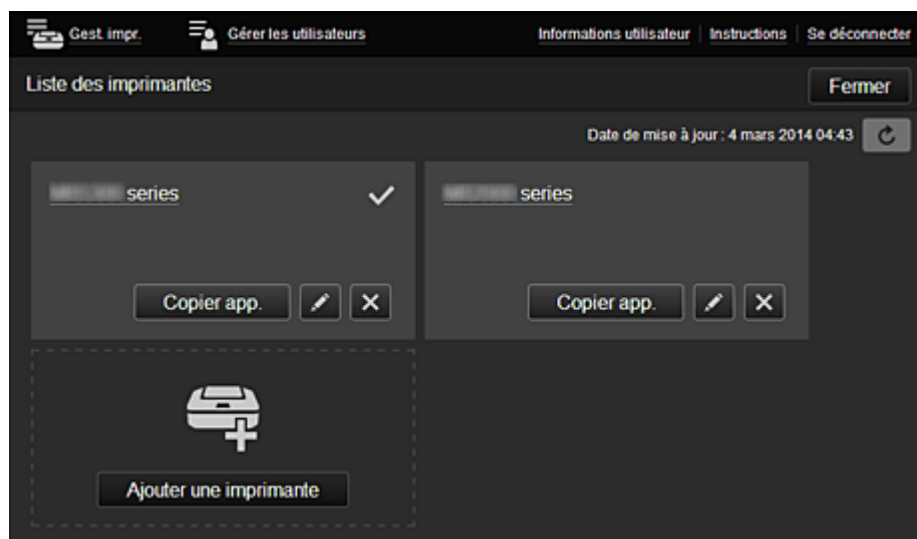 Gest. impr. Gérer les utilisateurs Informations utilisateur Instructions Se déconnecter
Liste des imprimantes Fermer
Date de mise à jour : 4 mars 2014 04:43
series series
Copier app. Copier app.
Ajouter une imprimante